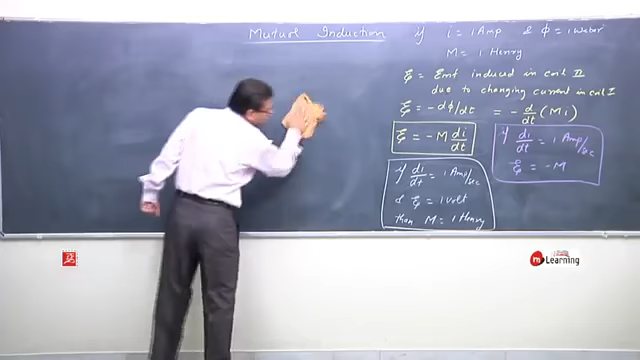 Mutual Induction
if i = 1 Amp & Φ = 1 Weber
M = 1 Henry
ξ = Emf induced in coil II
due to changing current in coil I
ξ = -dΦ/dt = -d/dt (Mi)
ξ = -M di/dt
if di/dt = 1 Amp/sec
ξ = -M
if di/dt = 1 Amp/sec
& ξ = 1 Volt
then M = 1 Henry
m Learning